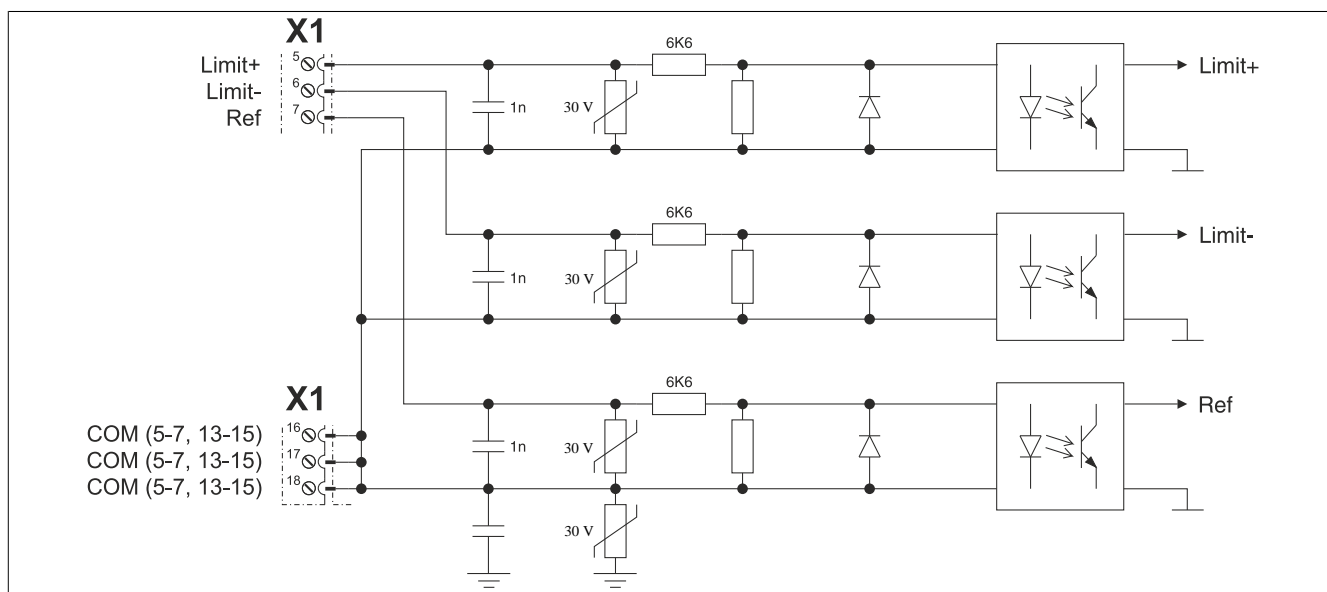 X1
5
Limit+
6
Limit-
7
Ref
6K6
1n
30 V
Limit+
6K6
1n
30 V
Limit-
X1
16
COM (5-7, 13-15)
17
COM (5-7, 13-15)
18
COM (5-7, 13-15)
6K6
1n
30 V
Ref
30 V